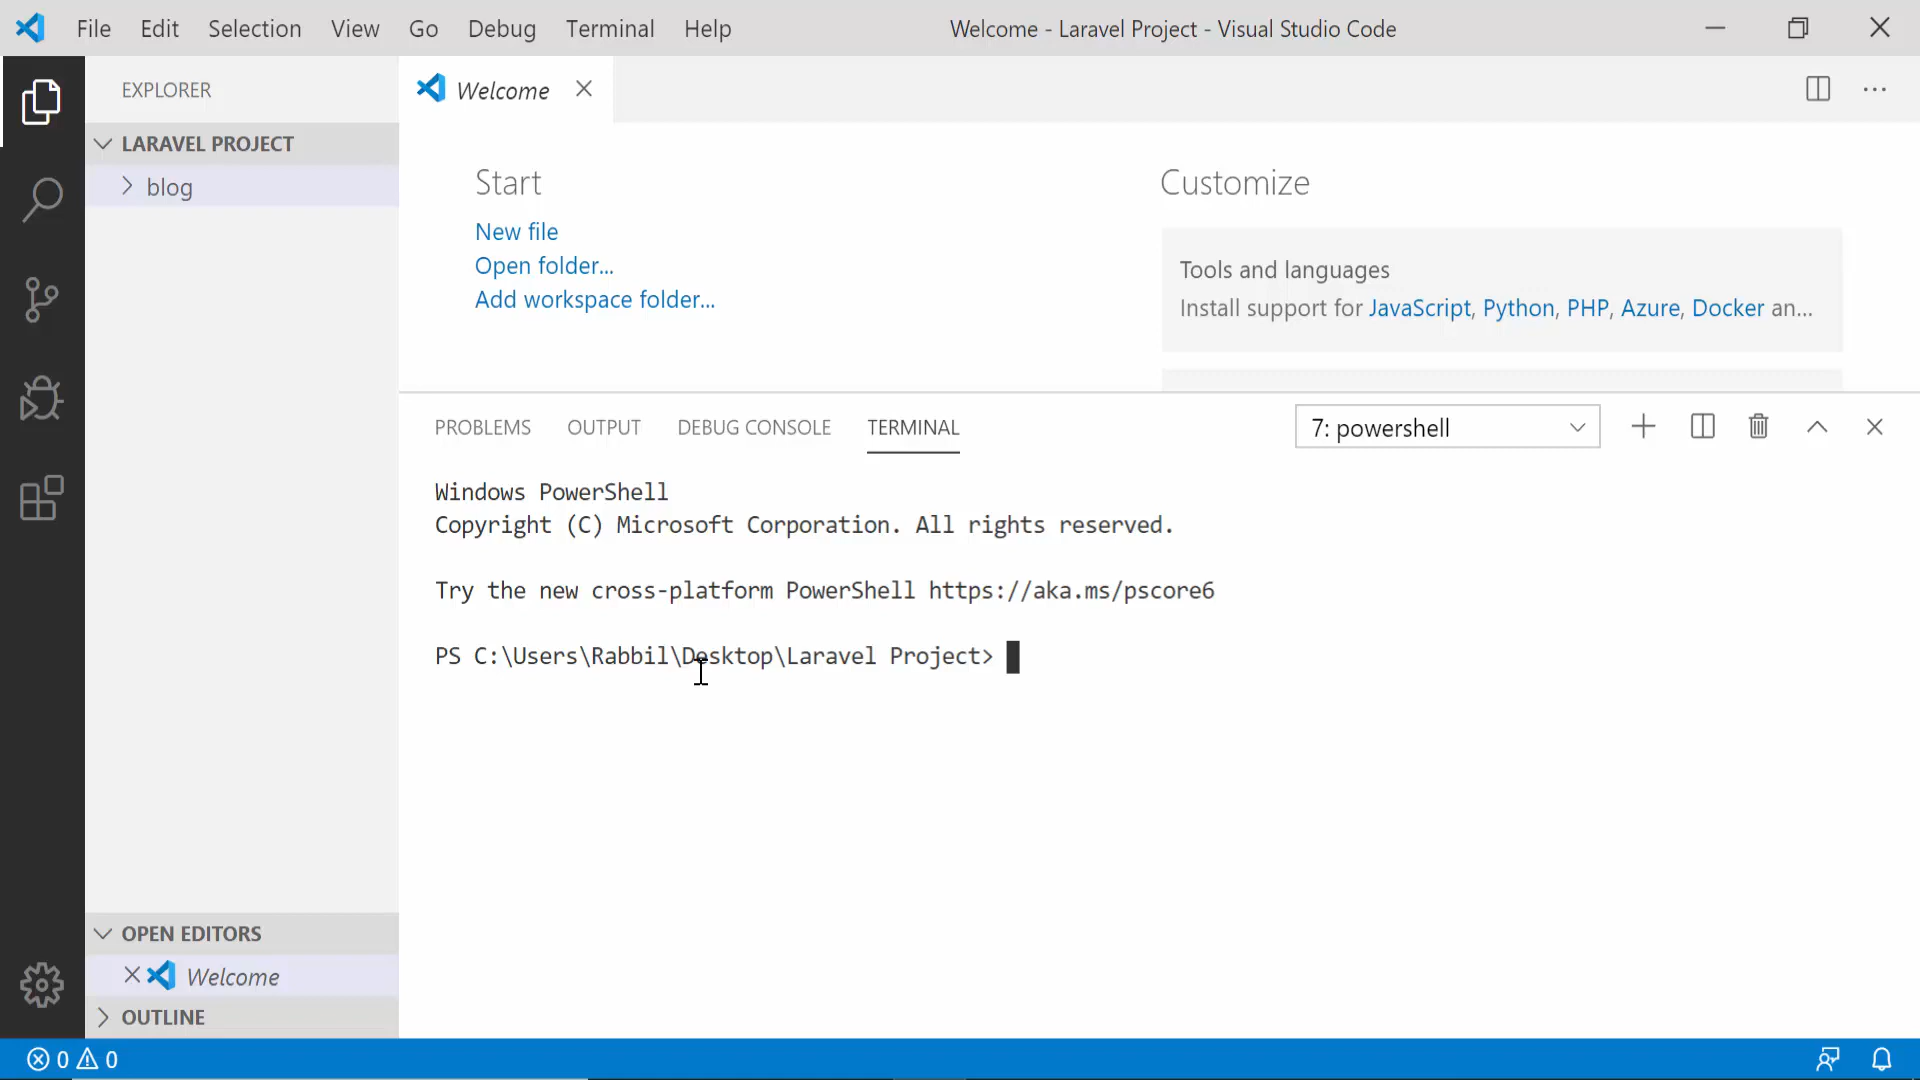 File Edit Selection View Go Debug Terminal Help
Welcome - Laravel Project - Visual Studio Code
EXPLORER
LARAVEL PROJECT
blog
Welcome
Start
New file
Open folder...
Add workspace folder...
Customize
Tools and languages
Install support for JavaScript, Python, PHP, Azure, Docker an...
PROBLEMS OUTPUT DEBUG CONSOLE TERMINAL
7: powershell
Windows PowerShell
Copyright (C) Microsoft Corporation. All rights reserved.
Try the new cross-platform PowerShell https://aka.ms/pscore6
PS C:\Users\Rabbil\Desktop\Laravel Project>
OPEN EDITORS
Welcome
OUTLINE
0 0